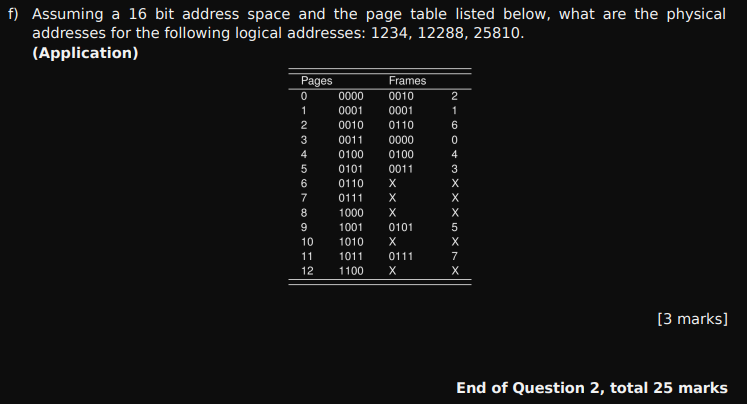 f) Assuming a 16 bit address space and the page table listed below, what are the physical
addresses for the following logical addresses: 1234, 12288, 25810.
(Application)
Pages Frames
0 0000 0010 2
1 0001 0001 1
2 0010 0110 6
3 0011 0000 0
4 0100 0100 4
5 0101 0011 3
6 0110 X X
7 0111 X X
8 1000 X X
9 1001 0101 5
10 1010 X X
11 1011 0111 7
12 1100 X X
[3 marks]
End of Question 2, total 25 marks